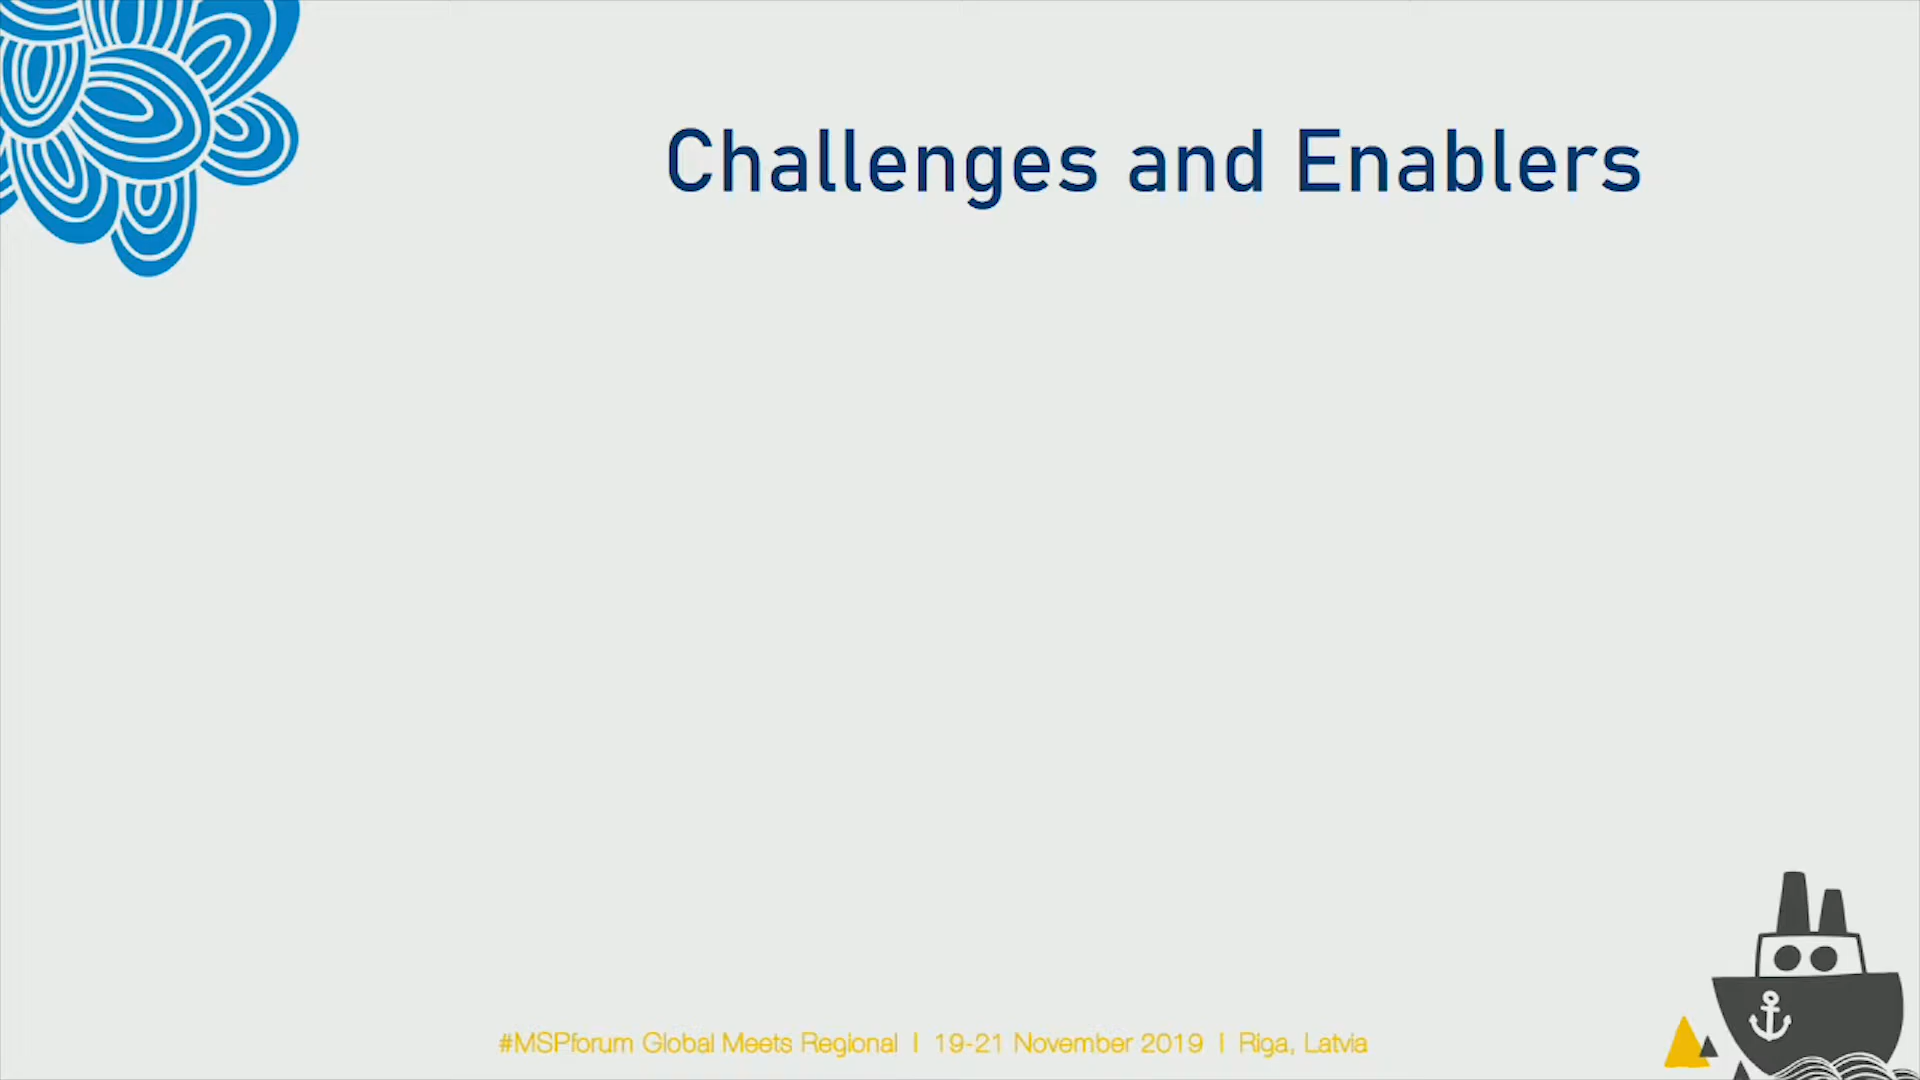 Challenges and Enablers
#MSPforum Global Meets Regional I 19-21 November 2019 I Riga, Latvia